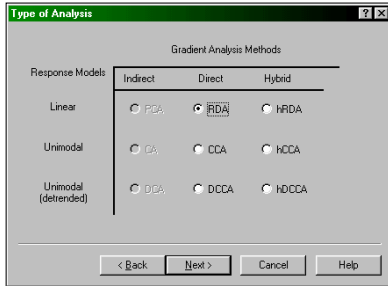 Type of Analysis
Gradient Analysis Methods
Response Models Indirect Direct Hybrid
Linear PCA RDA hRDA
Unimodal CA CCA hCCA
Unimodal (detrended) DCA DCCA hDCCA
< Back Next > Cancel Help